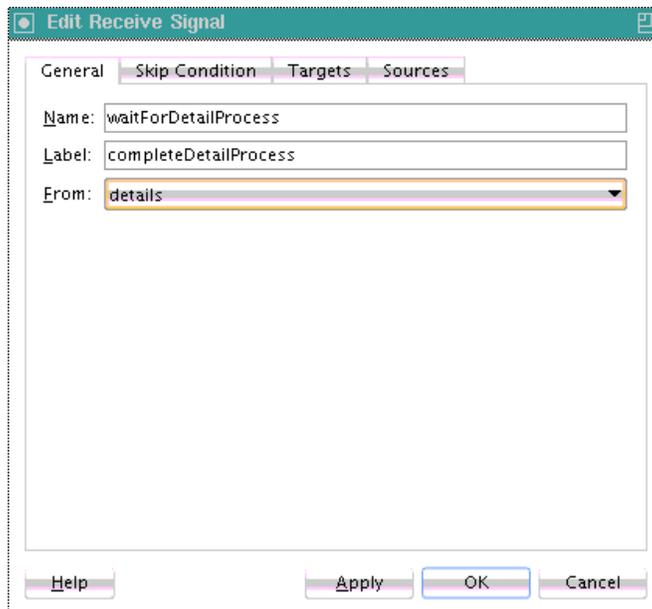 Edit Receive Signal
General Skip Condition Targets Sources
Name: waitForDetailProcess
Label: completeDetailProcess
From: details
Help Apply OK Cancel